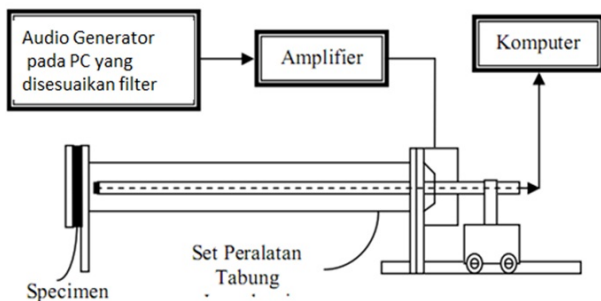 Audio Generator
pada PC yang
disesuaikan filter
Amplifier
Komputer
Set Peralatan
Tabung
Specimen